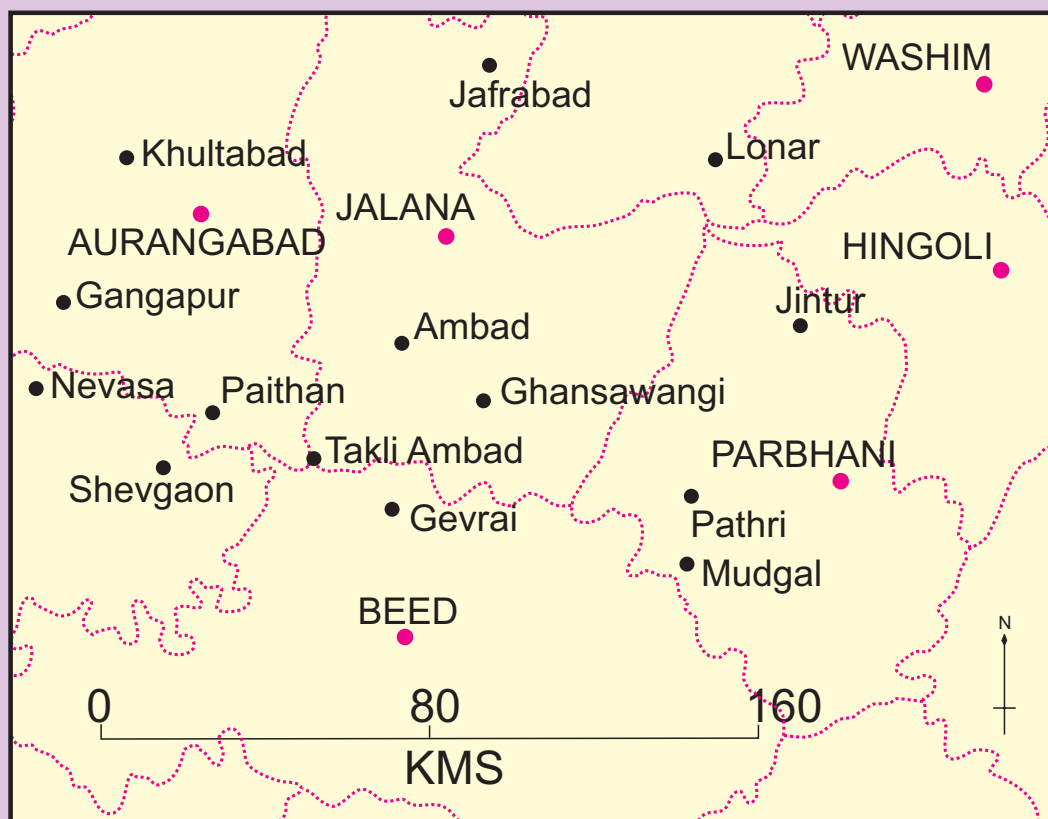 WASHIM
Jafrabad
Lonar
Khultabad
JALANA
AURANGABAD
HINGOLI
Gangapur
Jintur
Ambad
Nevasa
Paithan
Ghansawangi
Takli Ambad
PARBHANI
Shevgaon
Gevrai
Pathri
Mudgal
BEED
N
0 80 160
KMS